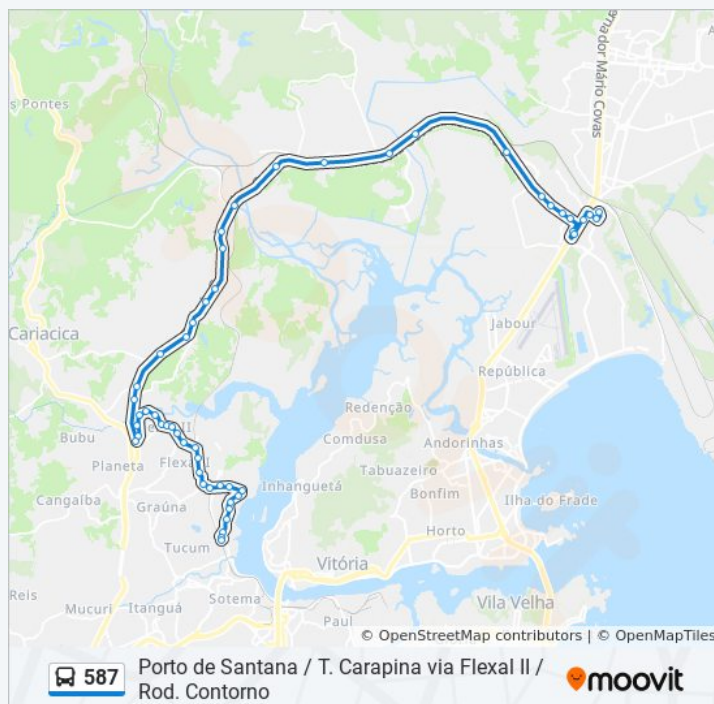 ernador Mário Covas
s Pontes
Cariacica
Jabour
República
Redenção
Comdusa
Andorinhas
Bubu
Planeta
Tabuazeiro
Inhanguetá
Bonfim
Ilha do Frade
Cangaíba
Graúna
Horto
Tucum
Vitória
Reis
Mucuri
Itanguá
Sotema
Paul
Vila Velha
© OpenStreetMap contributors | © OpenMapTiles
587
Porto de Santana / T. Carapina via Flexal II /
Rod. Contorno
moovit